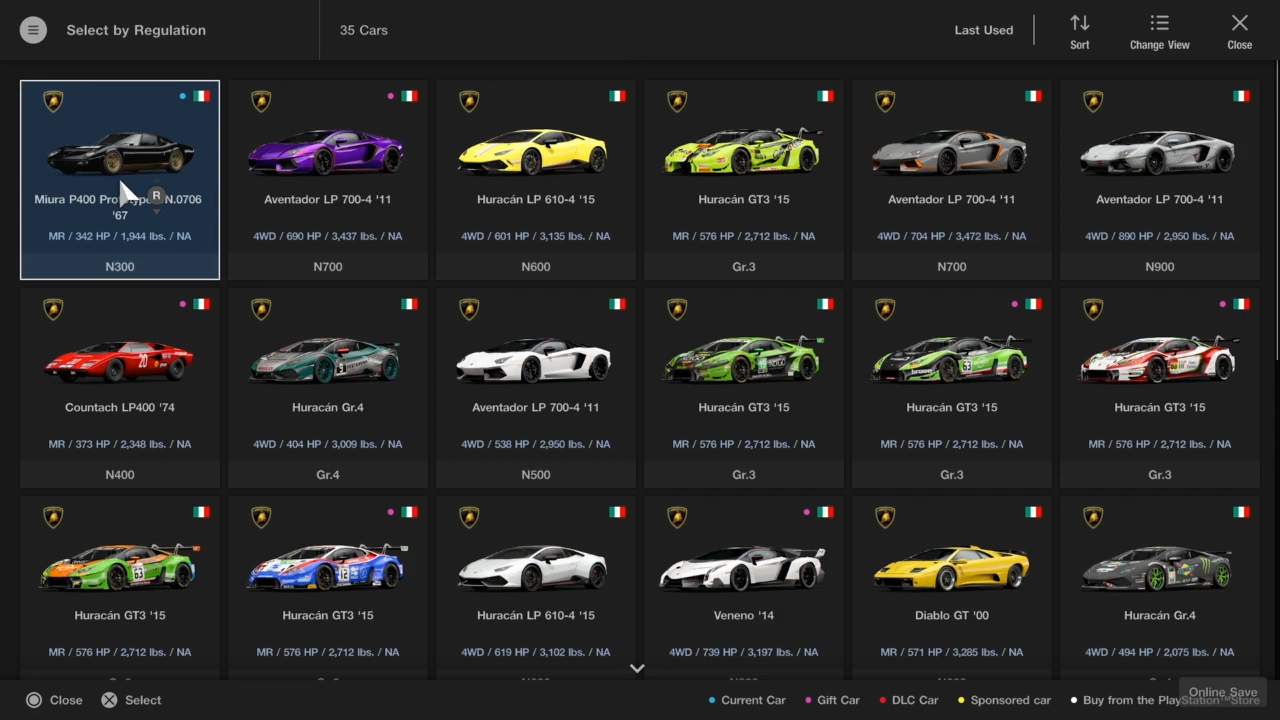 Select by Regulation
35 Cars
Last Used
Sort
Change View
Close
Miura P400 N.0706
'67
MR / 342 HP / 1,944 lbs. / NA
N300
Aventador LP 700-4 '11
4WD / 690 HP / 3,437 lbs. / NA
N700
Huracán LP 610-4 '15
4WD / 601 HP / 3,135 lbs. / NA
N600
Huracán GT3 '15
MR / 576 HP / 2,712 lbs. / NA
Gr.3
Aventador LP 700-4 '11
4WD / 704 HP / 3,472 lbs. / NA
N700
Aventador LP 700-4 '11
4WD / 890 HP / 2,950 lbs. / NA
N900
R
20
Countach LP400 '74
MR / 373 HP / 2,348 lbs. / NA
N400
Huracán Gr.4
4WD / 404 HP / 3,009 lbs. / NA
Gr.4
Aventador LP 700-4 '11
4WD / 538 HP / 2,950 lbs. / NA
N500
Huracán GT3 '15
MR / 576 HP / 2,712 lbs. / NA
Gr.3
63
Huracán GT3 '15
MR / 576 HP / 2,712 lbs. / NA
Gr.3
Huracán GT3 '15
MR / 576 HP / 2,712 lbs. / NA
Gr.3
63
Huracán GT3 '15
MR / 576 HP / 2,712 lbs. / NA
12
Huracán GT3 '15
MR / 576 HP / 2,712 lbs. / NA
Huracán LP 610-4 '15
4WD / 619 HP / 3,102 lbs. / NA
Veneno '14
4WD / 739 HP / 3,197 lbs. / NA
Diablo GT '00
MR / 571 HP / 3,285 lbs. / NA
Huracán Gr.4
4WD / 494 HP / 2,075 lbs. / NA
Close
Select
Current Car
Gift Car
DLC Car
Sponsored car
Buy from the PlayStation™Store
Online Save